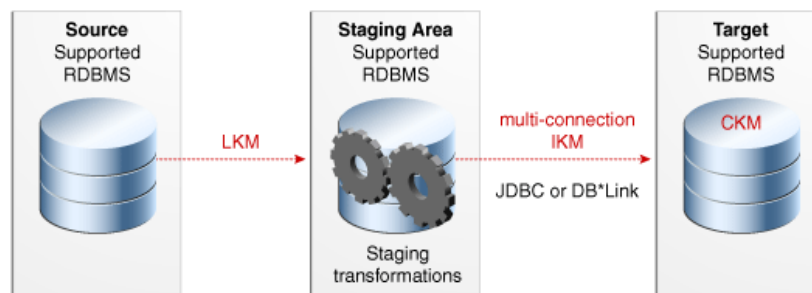 Source
Supported
RDBMS
LKM
Staging Area
Supported
RDBMS
Staging
transformations
multi-connection
IKM
JDBC or DB*Link
Target
Supported
RDBMS
CKM